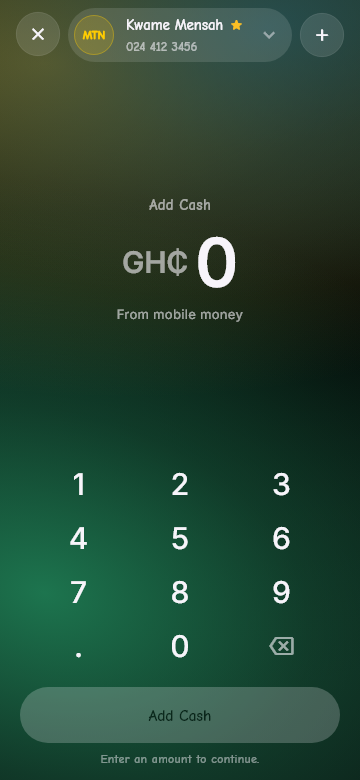 MTN
Kwame Mensah
024 412 3456
Add Cash
GH₵ 0
From mobile money
1 2 3
4 5 6
7 8 9
. 0
Add Cash
Enter an amount to continue.